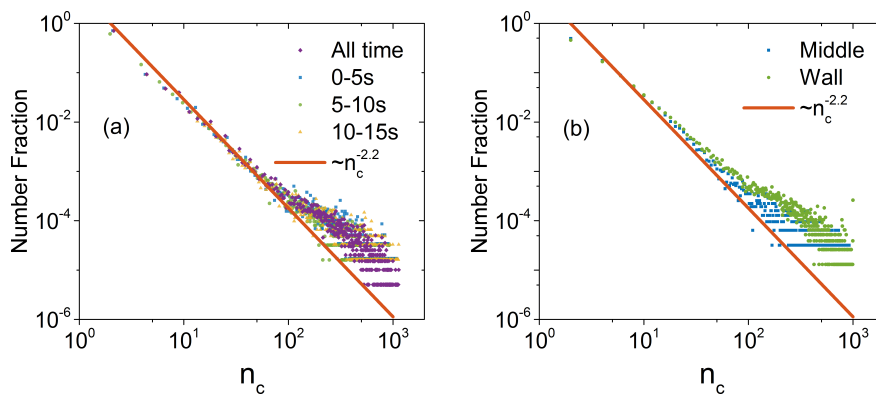 10^0
10^-2
10^-4
10^-6
Number Fraction
(a)
All time
0-5s
5-10s
10-15s
~n_c^-2.2
10^0
10^1
10^2
10^3
n_c
10^0
10^-2
10^-4
10^-6
Number Fraction
(b)
Middle
Wall
~n_c^-2.2
10^0
10^1
10^2
10^3
n_c